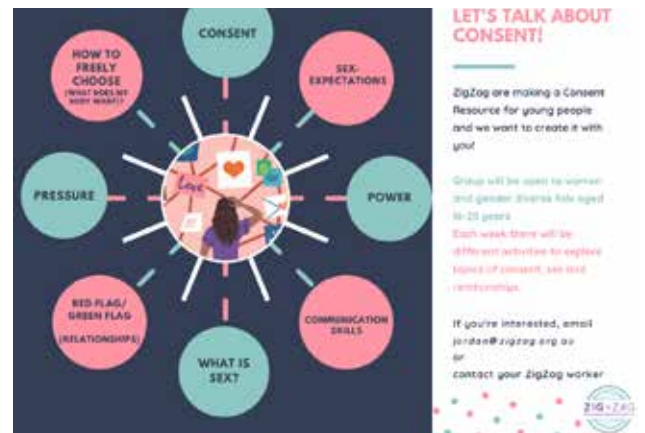 CONSENT
HOW TO
FREELY
CHOOSE
(WHAT DOES MY
BODY WANT)?
SEX-
EXPECTATIONS
PRESSURE
Love
POWER
RED FLAG/
GREEN FLAG
(RELATIONSHIPS)
COMMUNICATION
SKILLS
WHAT IS
SEX?
LET'S TALK ABOUT
CONSENT!
ZigZag are making a Consent
Resource for young people
and we want to create it with
you!
Group will be open to women
and gender diverse folk aged
16-25 years
Each week there will be
different activities to explore
topics of consent, sex and
relationships.
If you're interested, email
jordan@zigzag.org.au
or
contact your ZigZag worker
ZIG-ZAG